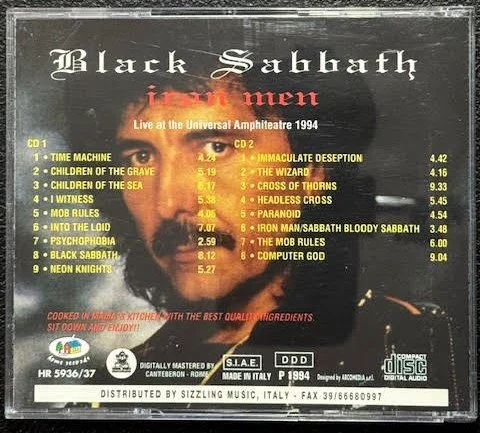 Black Sabbath
iron men
Live at the Universal Amphiteatre 1994
CD 1
1 • TIME MACHINE 4.24
2 • CHILDREN OF THE GRAVE 5.19
3 • CHILDREN OF THE SEA 6.17
4 • I WITNESS 5.38
5 • MOB RULES 4.06
6 • INTO THE LOID 7.07
7 • PSYCHOPHOBIA 2.59
8 • BLACK SABBATH 8.12
9 • NEON KNIGHTS 5.27
CD 2
1 • IMMACULATE DESEPTION 4.42
2 • THE WIZARD 4.16
3 • CROSS OF THORNS 9.33
4 • HEADLESS CROSS 5.45
5 • PARANOID 4.54
6 • IRON MAN/SABBATH BLOODY SABBATH 3.48
7 • THE MOB RULES 6.00
8 • COMPUTER GOD 9.04
COOKED IN MAMA'S KITCHEN WITH THE BEST QUALITY INGREDIENTS.
SIT DOWN AND ENJOY!!
home records
HR 5936/37
DIGITALLY MASTERED BY
CANTEBERON - ROME
S.I.A.E.
MADE IN ITALY
DDD
P 1994
Designed by ARCOMEDIA s.r.l.
COMPACT
disc
DIGITAL AUDIO
DISTRIBUTED BY SIZZLING MUSIC, ITALY - FAX 39/66680997